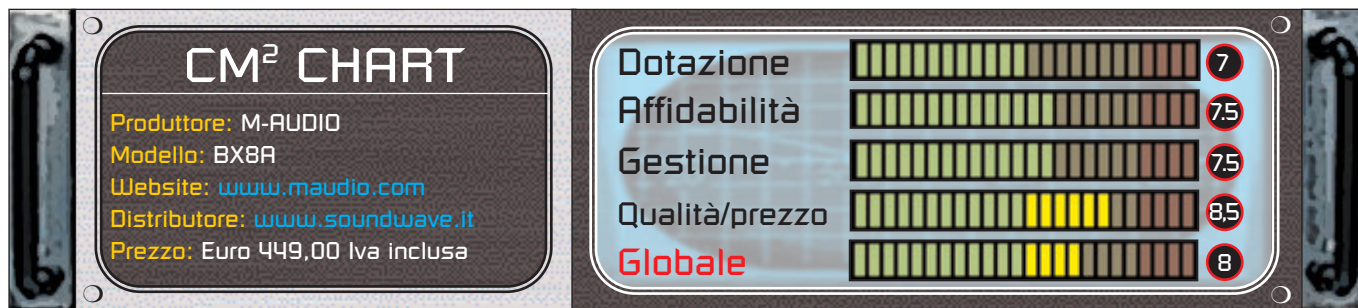 CM² CHART
Produttore: M-AUDIO
Modello: BX8A
Website: www.maudio.com
Distributore: www.soundwave.it
Prezzo: Euro 449,00 Iva inclusa
Dotazione 7
Affidabilità 7.5
Gestione 7.5
Qualità/prezzo 8,5
Globale 8